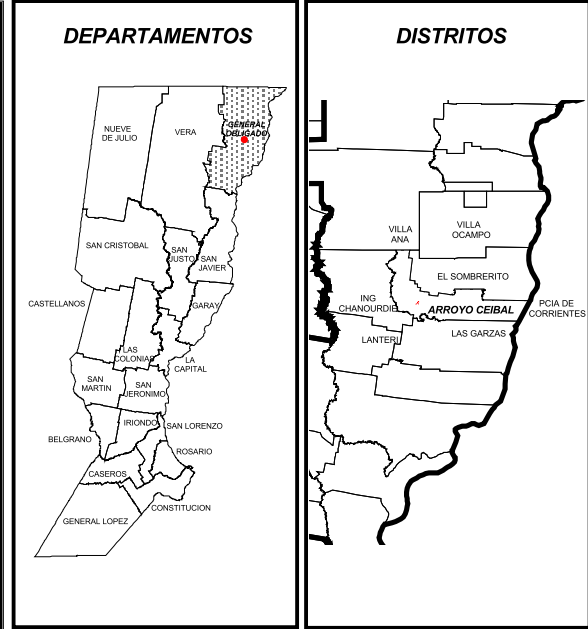 DEPARTAMENTOS
NUEVE
DE JULIO
VERA
GENERAL
OBLIGADO
SAN CRISTOBAL
SAN
JUSTO
SAN
JAVIER
CASTELLANOS
GARAY
LAS
COLONIAS
LA
CAPITAL
SAN
MARTIN
SAN
JERONIMO
IRIONDO
SAN LORENZO
BELGRANO
ROSARIO
CASEROS
CONSTITUCION
GENERAL LOPEZ
DISTRITOS
VILLA
ANA
VILLA
OCAMPO
EL SOMBRERITO
ING
CHANOURDIE
ARROYO CEIBAL
PCIA DE
CORRIENTES
LANTERI
LAS GARZAS